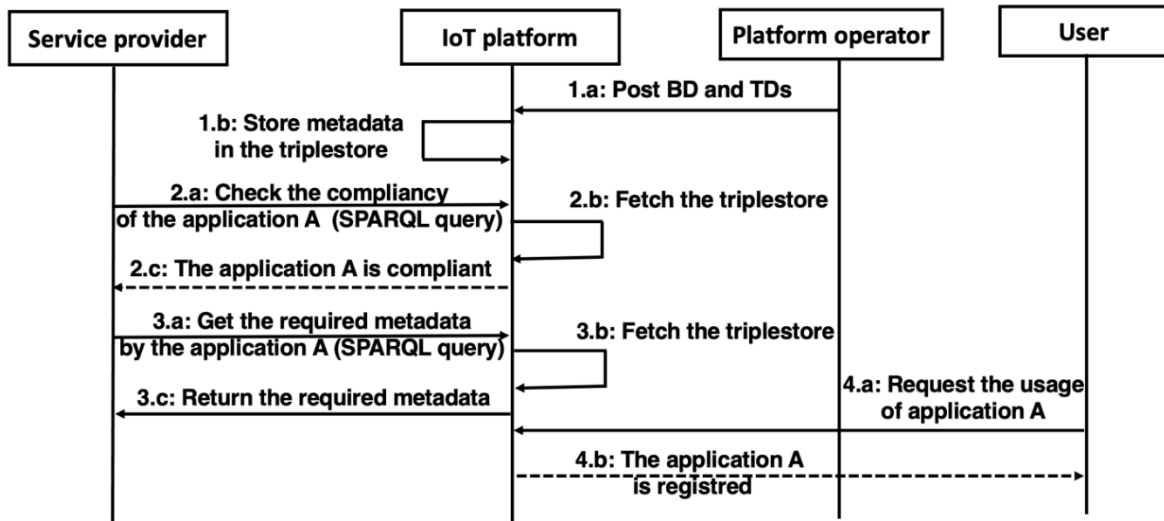 Service provider
IoT platform
Platform operator
User
1.a: Post BD and TDs
1.b: Store metadata
in the triplestore
2.a: Check the compliancy
of the application A (SPARQL query)
2.b: Fetch the triplestore
2.c: The application A is compliant
3.a: Get the required metadata
by the application A (SPARQL query)
3.b: Fetch the triplestore
3.c: Return the required metadata
4.a: Request the usage
of application A
4.b: The application A
is registred